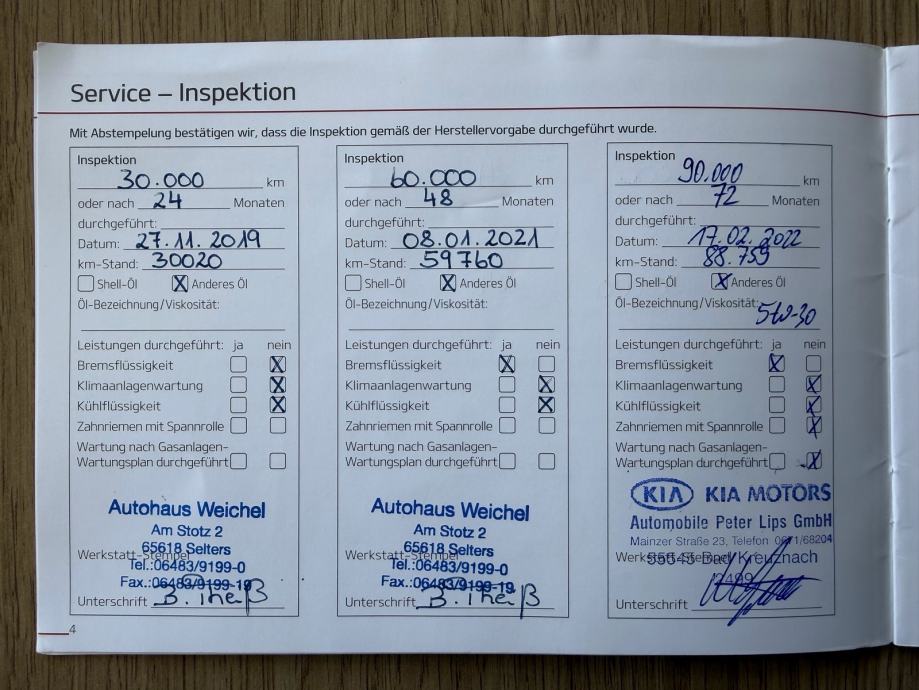 Service – Inspektion
Mit Abstempelung bestätigen wir, dass die Inspektion gemäß der Herstellervorgabe durchgeführt wurde.
Inspektion
30.000 km
oder nach 24 Monaten
durchgeführt:
Datum: 27.11.2019
km-Stand: 30020
Shell-Öl X Anderes Öl
Öl-Bezeichnung/Viskosität:
Leistungen durchgeführt: ja nein
Bremsflüssigkeit X
Klimaanlagenwartung X
Kühlflüssigkeit X
Zahnriemen mit Spannrolle
Wartung nach Gasanlagen-
Wartungsplan durchgeführt
Autohaus Weichel
Am Stotz 2
65618 Selters
Werkstatt-Stempel
Tel.:06483/9199-0
Fax.:06483/9199-19
Unterschrift B. Theiß
Inspektion
60.000 km
oder nach 48 Monaten
durchgeführt:
Datum: 08.01.2021
km-Stand: 59760
Shell-Öl X Anderes Öl
Öl-Bezeichnung/Viskosität:
Leistungen durchgeführt: ja nein
Bremsflüssigkeit X
Klimaanlagenwartung X
Kühlflüssigkeit X
Zahnriemen mit Spannrolle
Wartung nach Gasanlagen-
Wartungsplan durchgeführt
Autohaus Weichel
Am Stotz 2
65618 Selters
Werkstatt-Stempel
Tel.:06483/9199-0
Fax.:06483/9199-19
Unterschrift B. Theiß
Inspektion
90.000 km
oder nach 72 Monaten
durchgeführt:
Datum: 17.02.2022
km-Stand: 88.759
Shell-Öl X Anderes Öl
Öl-Bezeichnung/Viskosität:
5W-30
Leistungen durchgeführt: ja nein
Bremsflüssigkeit X
Klimaanlagenwartung X
Kühlflüssigkeit X
Zahnriemen mit Spannrolle X
Wartung nach Gasanlagen-
Wartungsplan durchgeführt X
KIA KIA MOTORS
Automobile Peter Lips GmbH
Mainzer Straße 23, Telefon 0671/68204
Werkstatt-Stempel
55545 Bad Kreuznach
Unterschrift
4